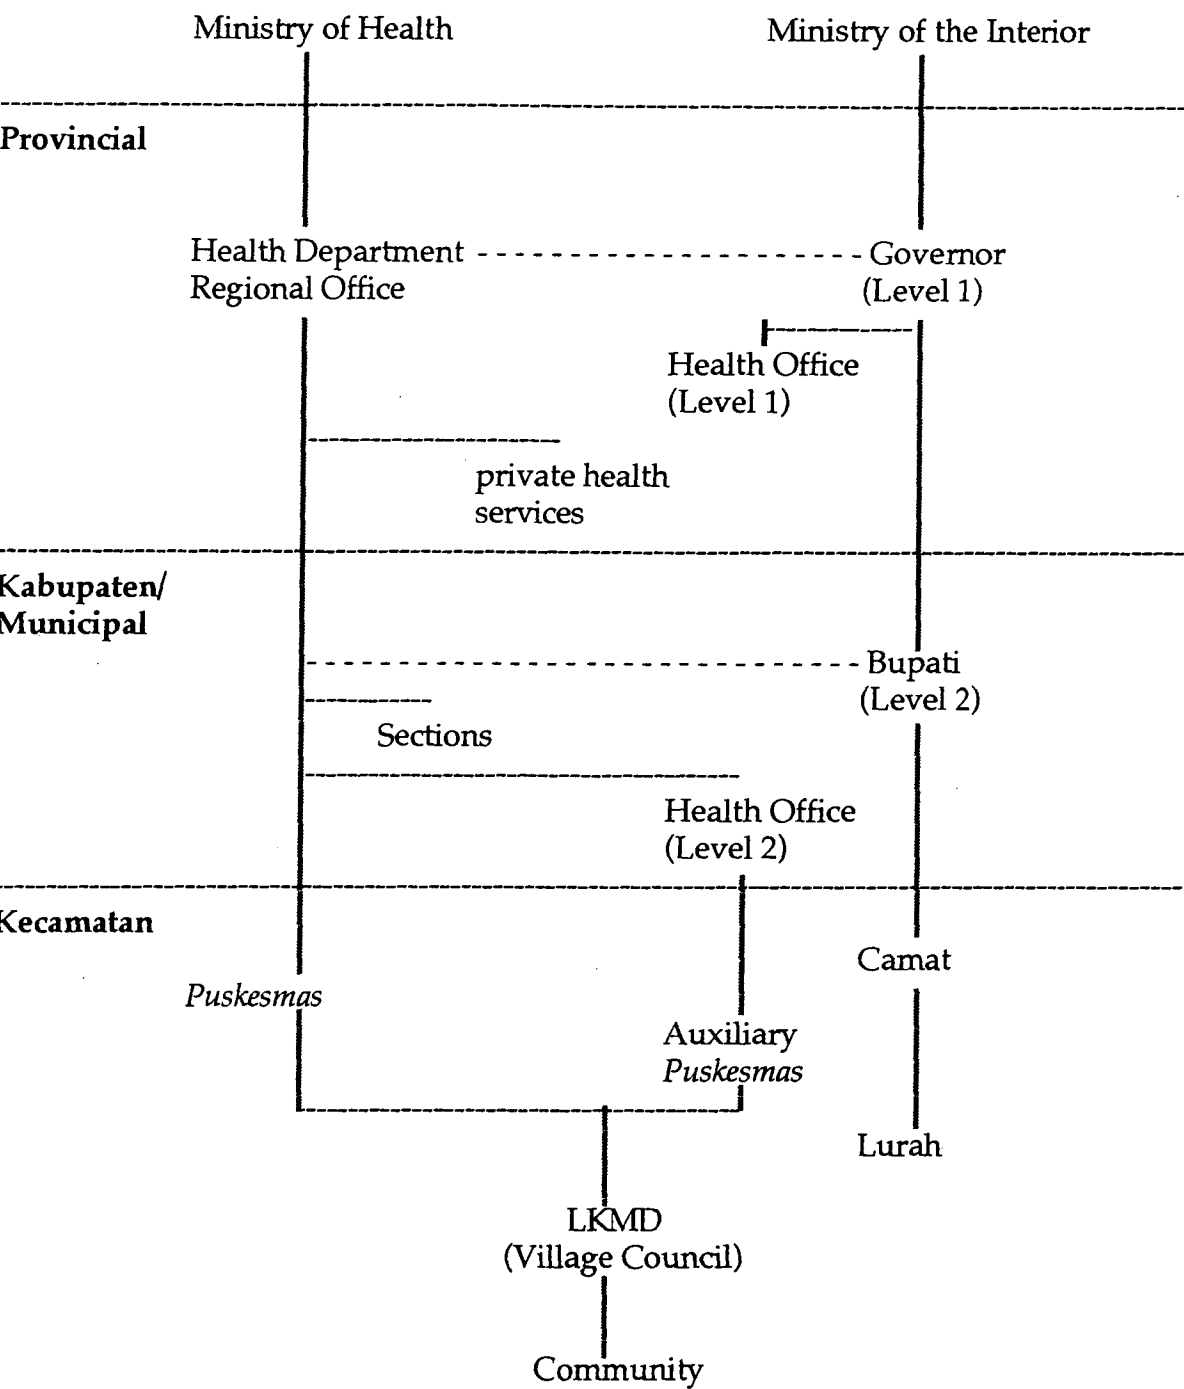 Ministry of Health
Ministry of the Interior
Provincial
Health Department
Regional Office
Governor
(Level 1)
Health Office
(Level 1)
private health
services
Kabupaten/
Municipal
Bupati
(Level 2)
Sections
Health Office
(Level 2)
Kecamatan
Camat
Puskesmas
Auxiliary
Puskesmas
Lurah
LKMD
(Village Council)
Community